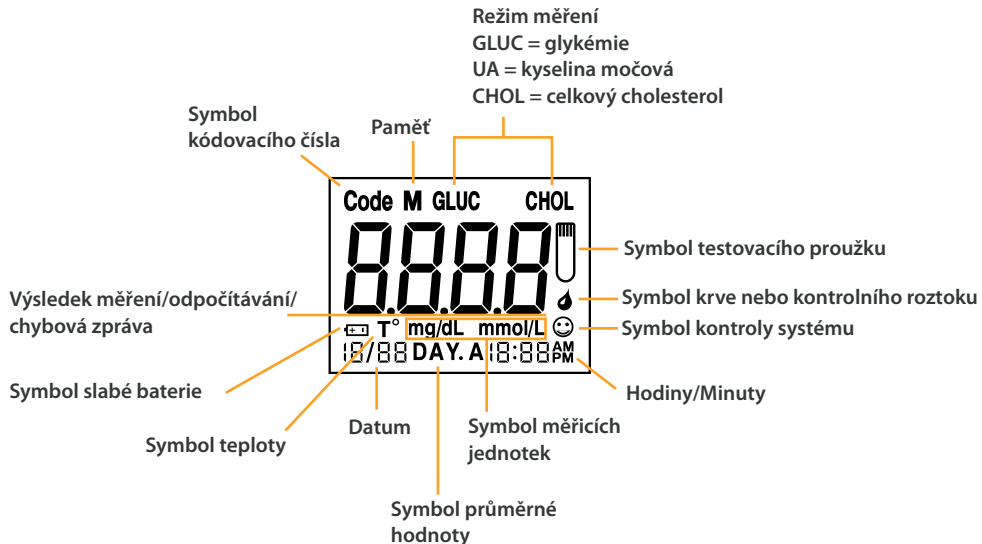 Režim měření
GLUC = glykémie
UA = kyselina močová
CHOL = celkový cholesterol
Symbol
kódovacího čísla
Paměť
Code M GLUC CHOL
8.8.8.8
Symbol testovacího proužku
Výsledek měření/odpočítávání/
chybová zpráva
Symbol krve nebo kontrolního roztoku
T° mg/dL mmol/L
Symbol kontroly systému
18/88 DAY. A 18:88 AM
PM
Symbol slabé baterie
Hodiny/Minuty
Datum
Symbol teploty
Symbol měřicích
jednotek
Symbol průměrné
hodnoty